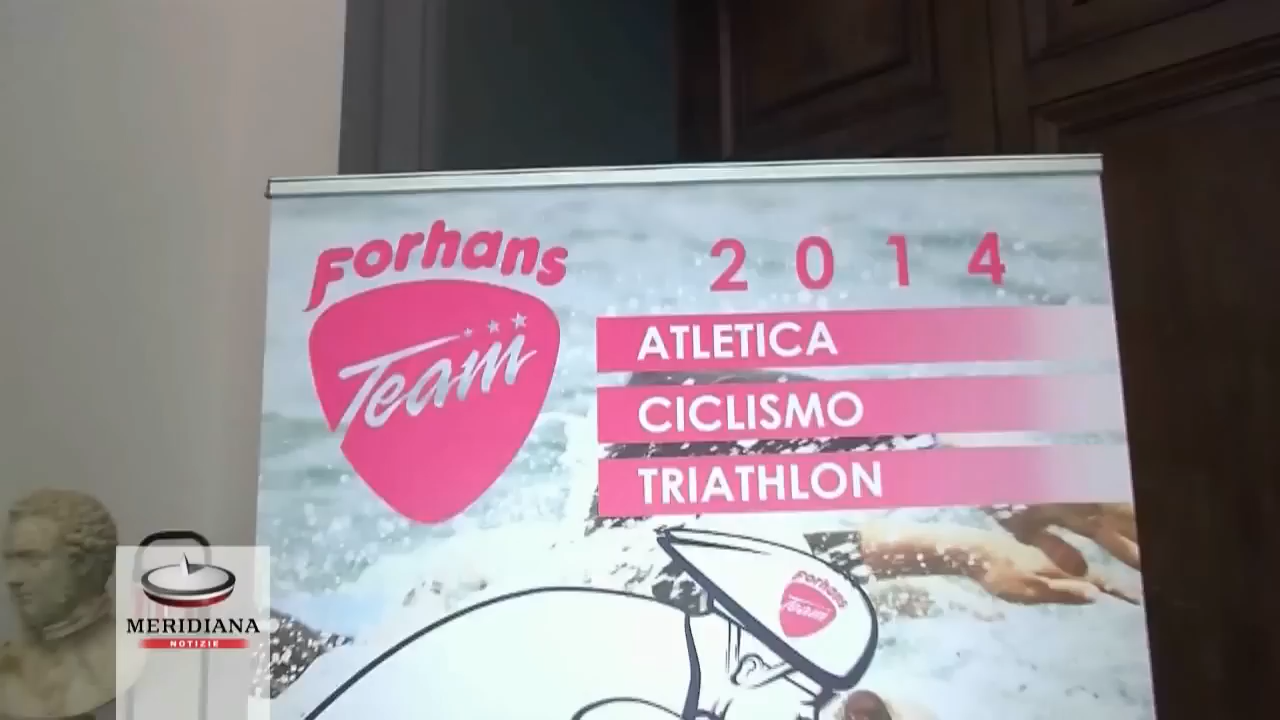 Forhans
Team
2 0 1 4
ATLETICA
CICLISMO
TRIATHLON
Forhans
Team
MERIDIANA
NOTIZIE